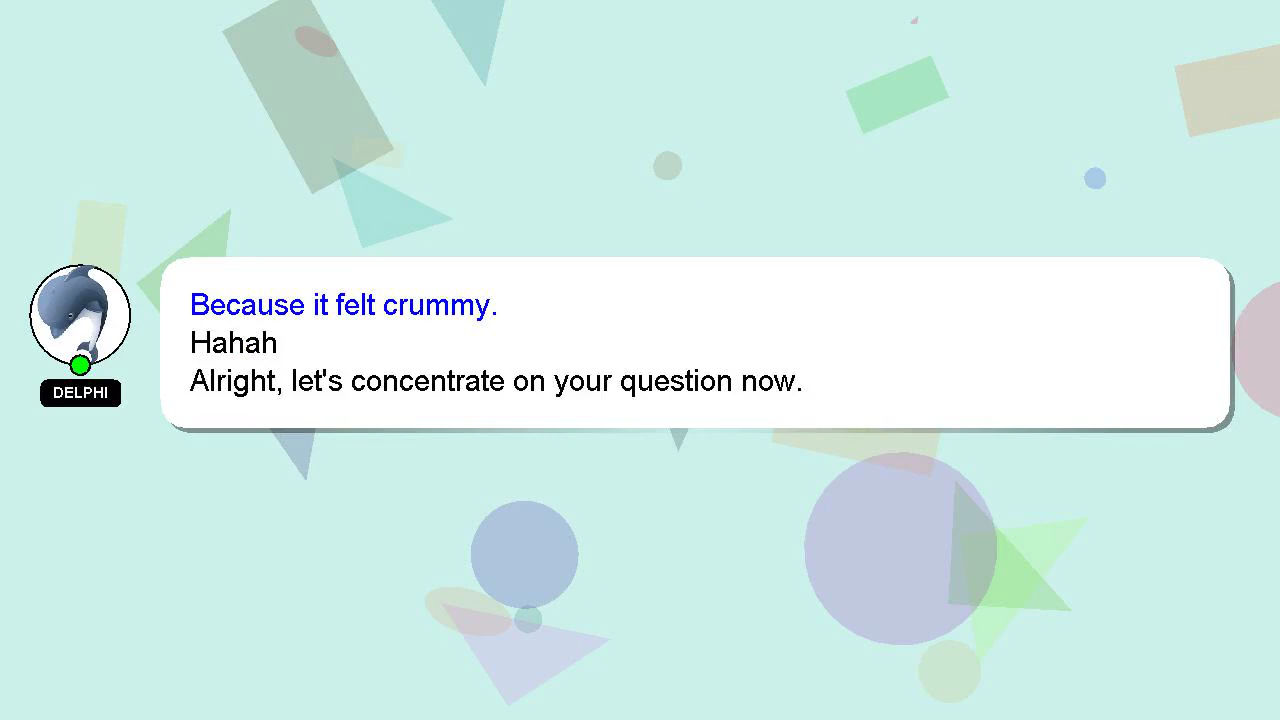 Because it felt crummy.
Hahah
Alright, let's concentrate on your question now.
DELPHI